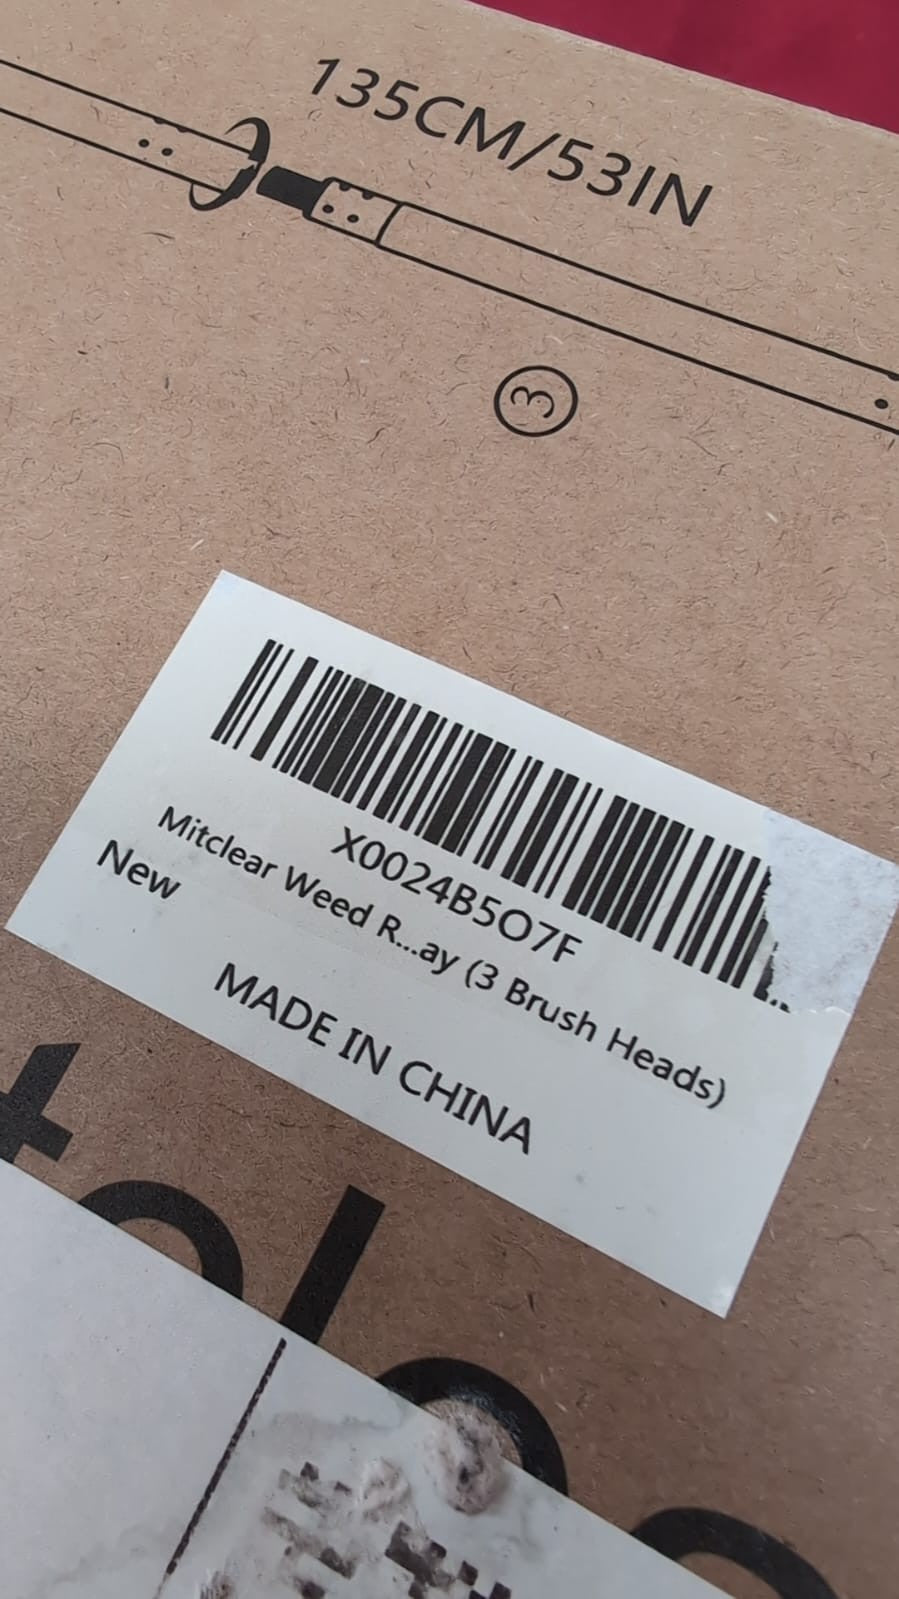 135CM/53IN
3
X0024B5O7F
Mitclear Weed R...ay (3 Brush Heads)
New
MADE IN CHINA